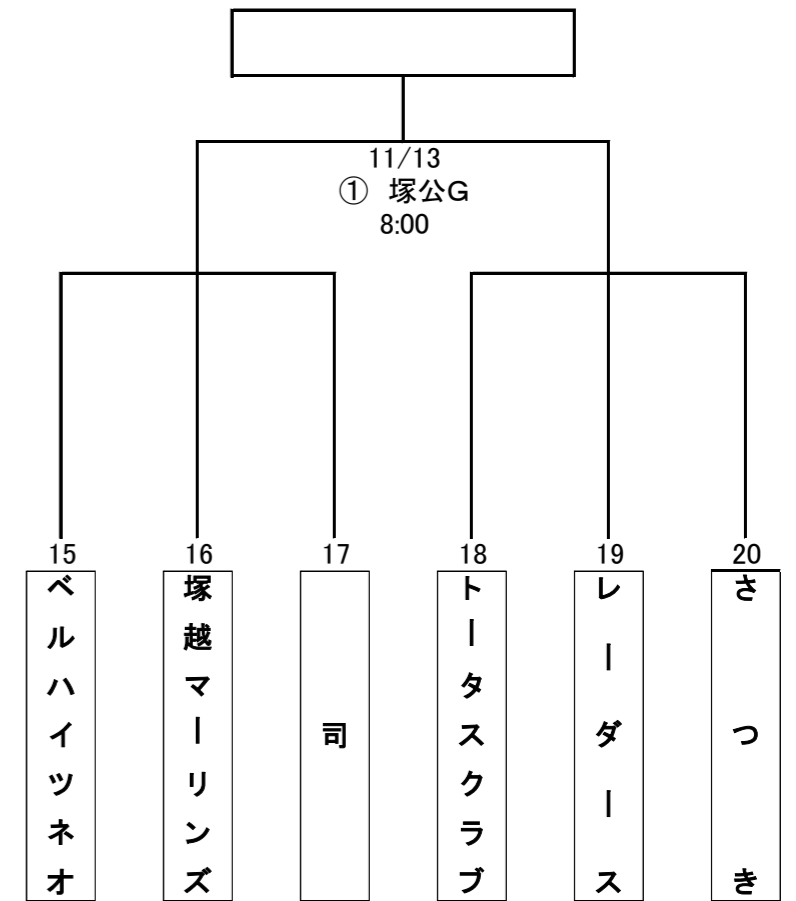 11/13
① 塚公G
8:00
15
16
17
18
19
20
ベルハイツネオ
塚越マーリンズ
司
トータスクラブ
レーダース
さつき